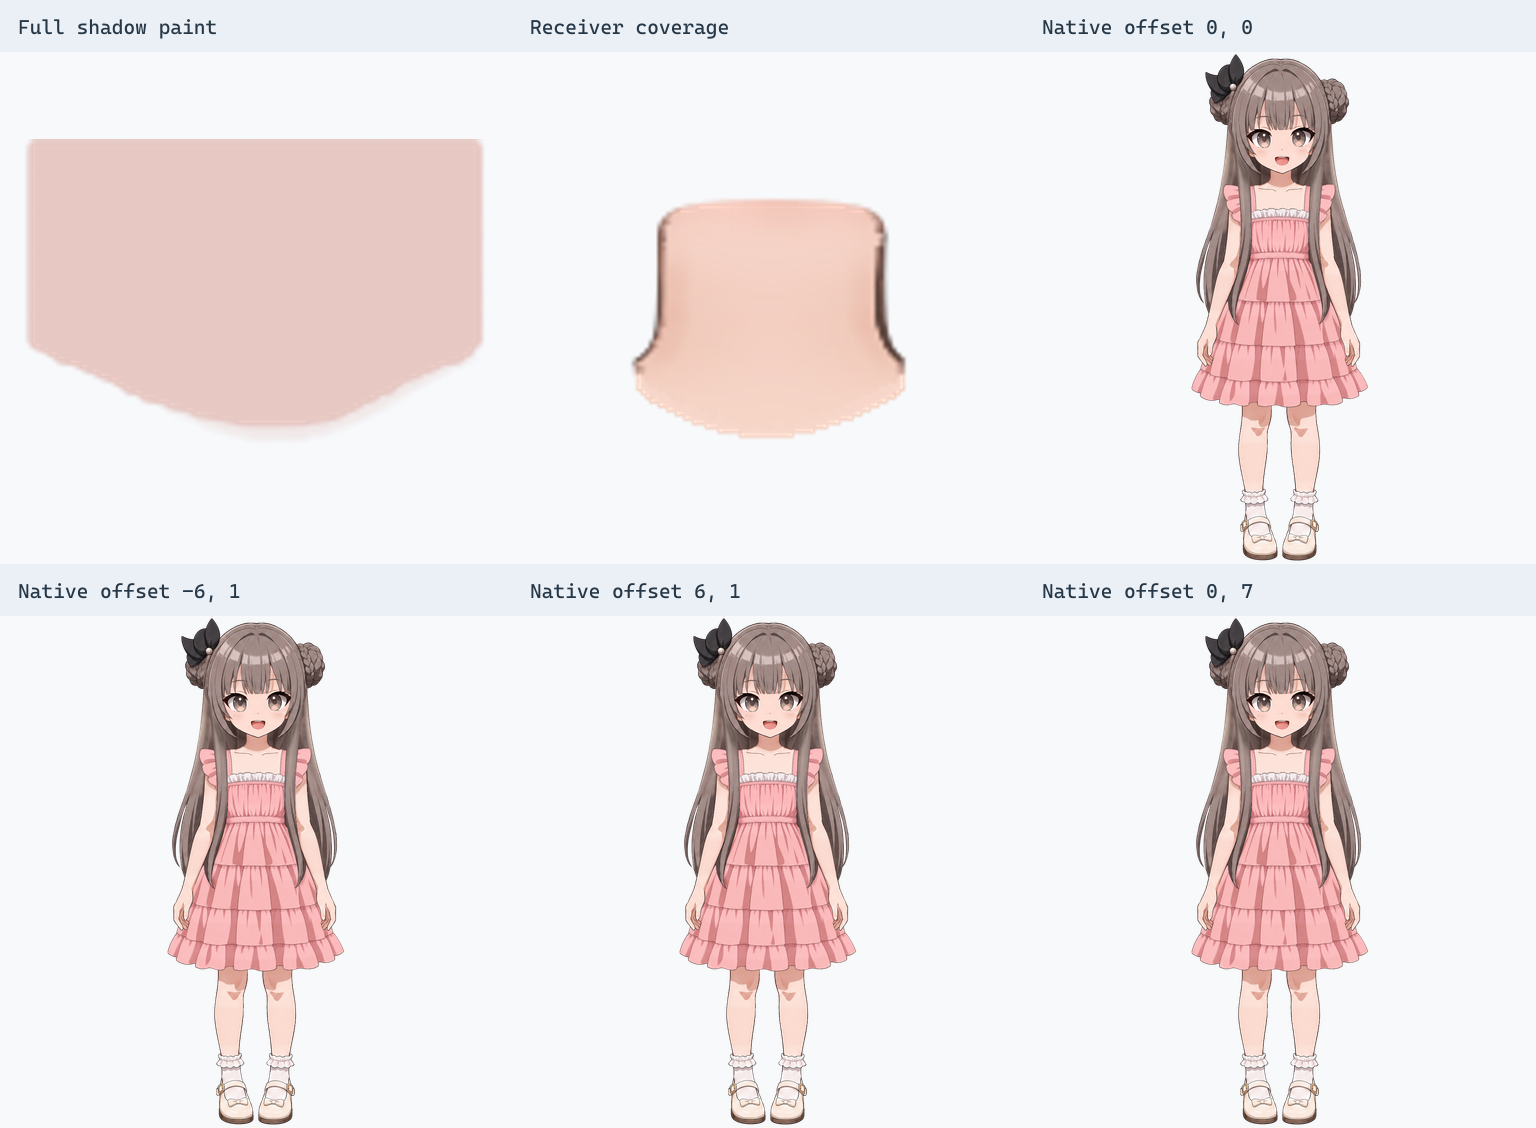 Full shadow paint
Receiver coverage
Native offset 0, 0
Native offset −6, 1
Native offset 6, 1
Native offset 0, 7